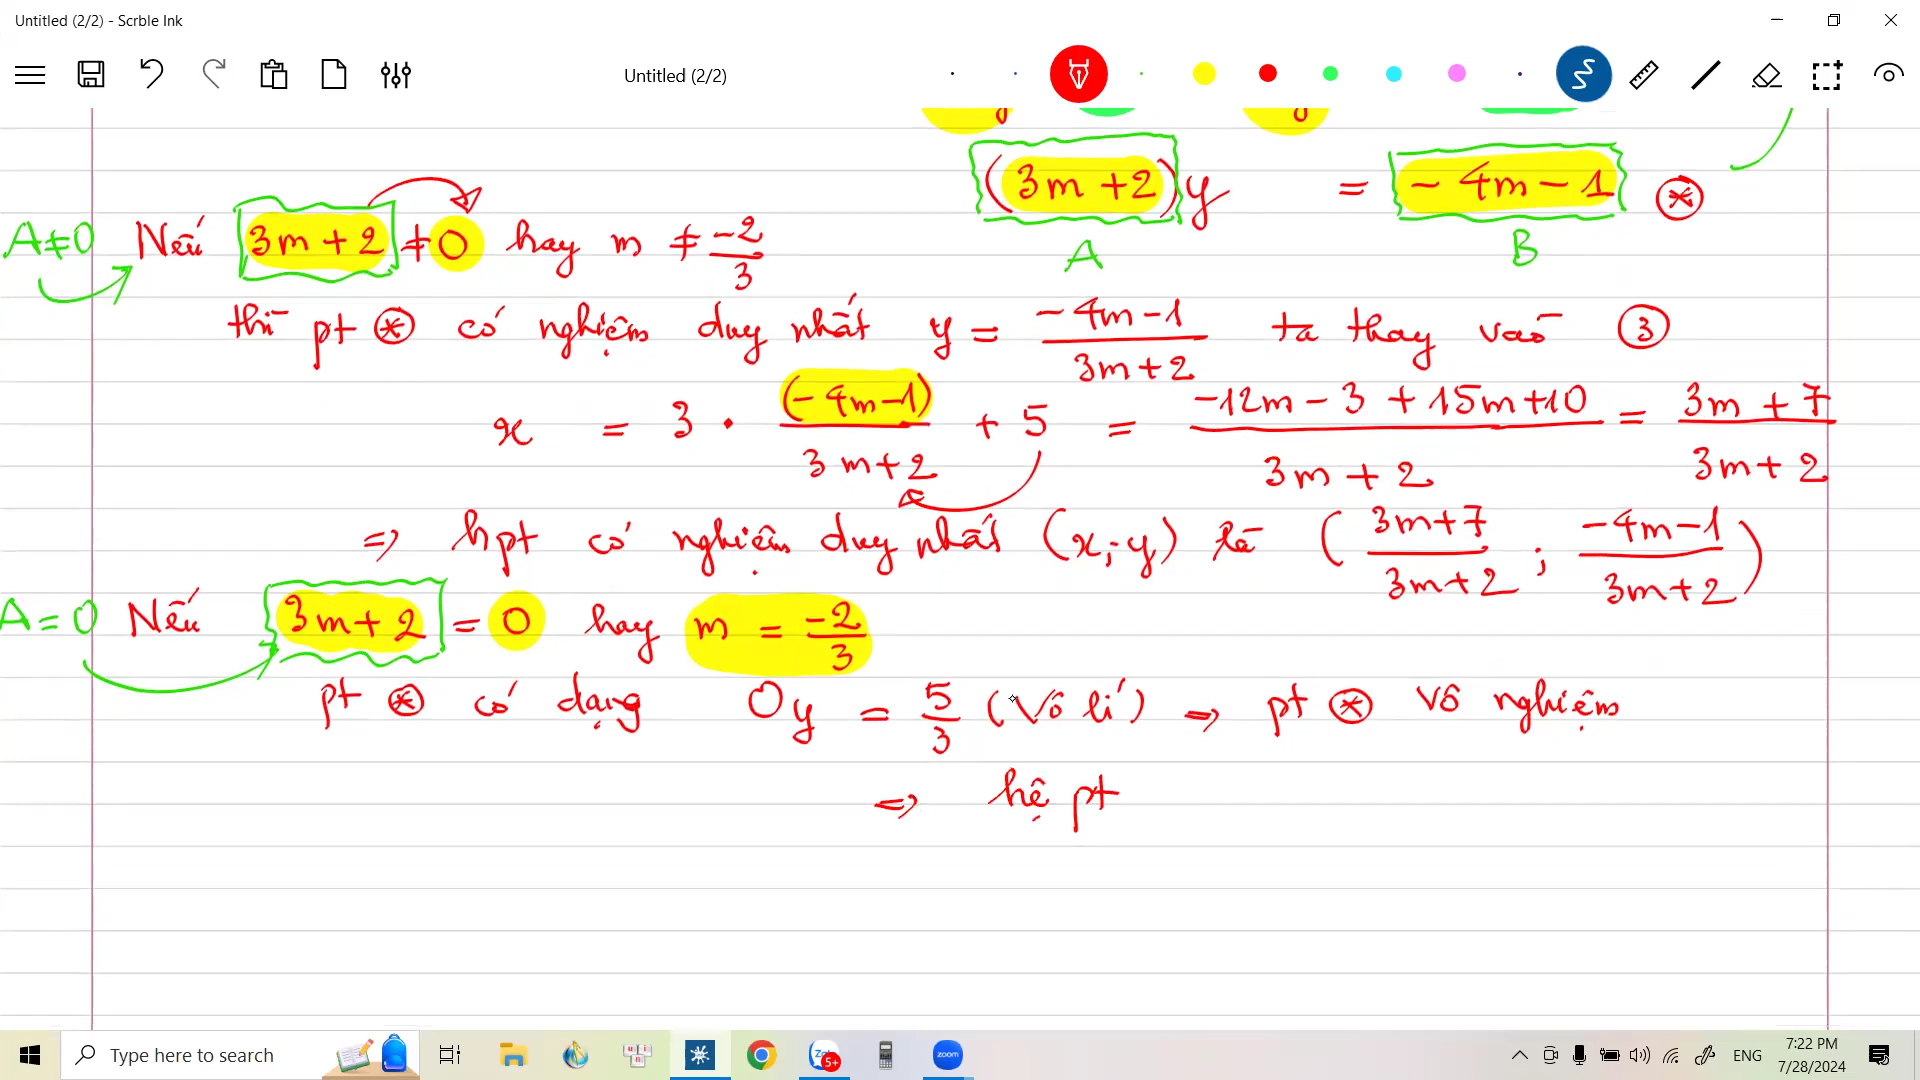 Untitled (2/2) - Scrble Ink
Untitled (2/2)
(3m + 2)y = - 4m - 1 (*)
A B
A≠0 Nếu 3m + 2 ≠ 0 hay m ≠ -2/3
thì pt (*) có nghiệm duy nhất y = (-4m-1)/(3m+2) ta thay vào (3)
x = 3 · (-4m-1)/(3m+2) + 5 = (-12m - 3 + 15m + 10)/(3m + 2) = (3m + 7)/(3m + 2)
=> hpt có nghiệm duy nhất (x; y) là ((3m+7)/(3m+2) ; (-4m-1)/(3m+2))
A = 0 Nếu 3m + 2 = 0 hay m = -2/3
pt (*) có dạng 0y = 5/3 (Vô lí) => pt (*) vô nghiệm
=> hệ pt
Type here to search
5+
zoom
ENG
7:22 PM
7/28/2024